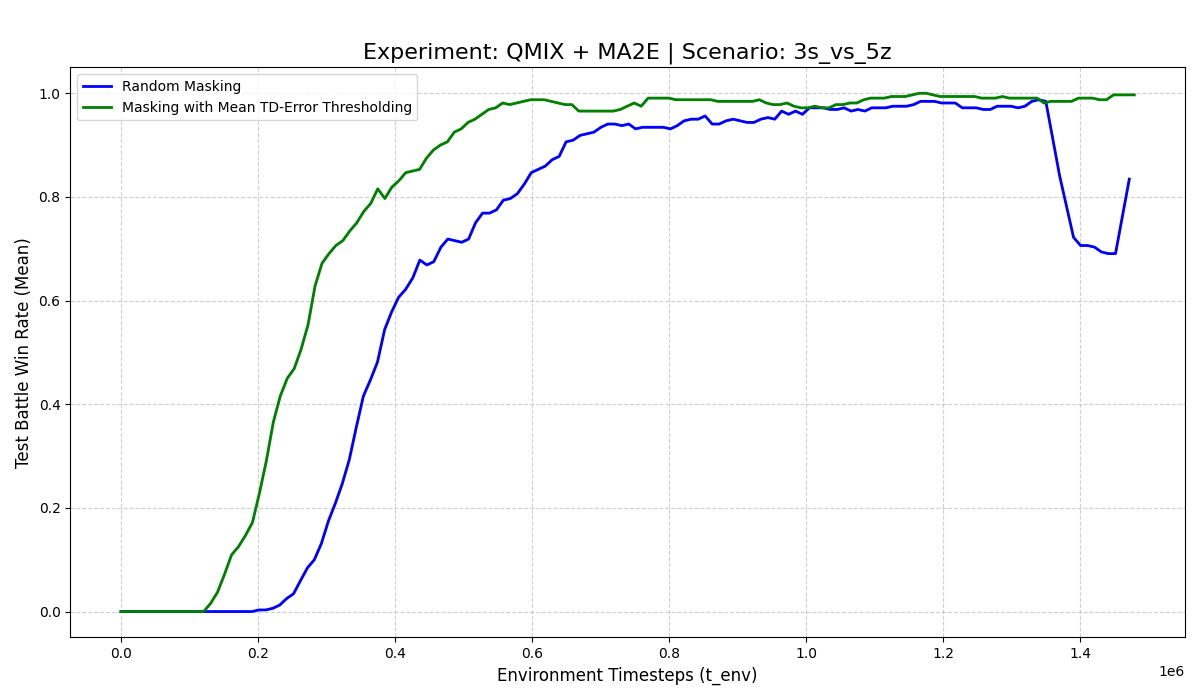 Experiment: QMIX + MA2E | Scenario: 3s_vs_5z
Random Masking
Masking with Mean TD-Error Thresholding
Test Battle Win Rate (Mean)
1.0
0.8
0.6
0.4
0.2
0.0
0.0 0.2 0.4 0.6 0.8 1.0 1.2 1.4
1e6
Environment Timesteps (t_env)